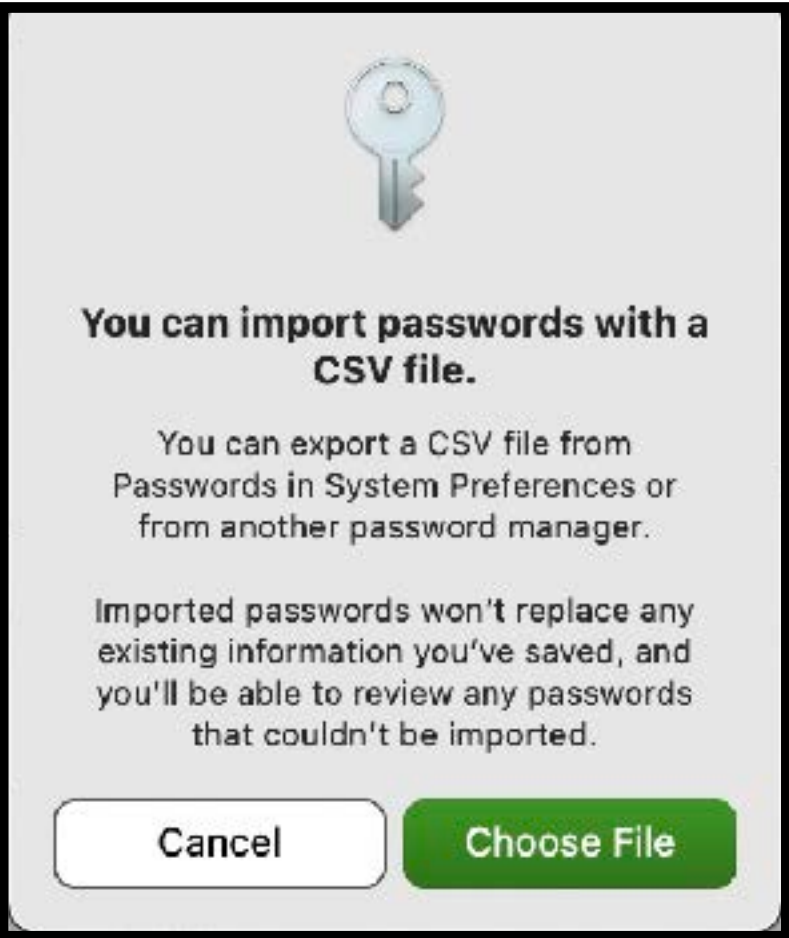 You can import passwords with a
CSV file.
You can export a CSV file from
Passwords in System Preferences or
from another password manager.
Imported passwords won't replace any
existing information you've saved, and
you'll be able to review any passwords
that couldn't be imported.
Cancel
Choose File